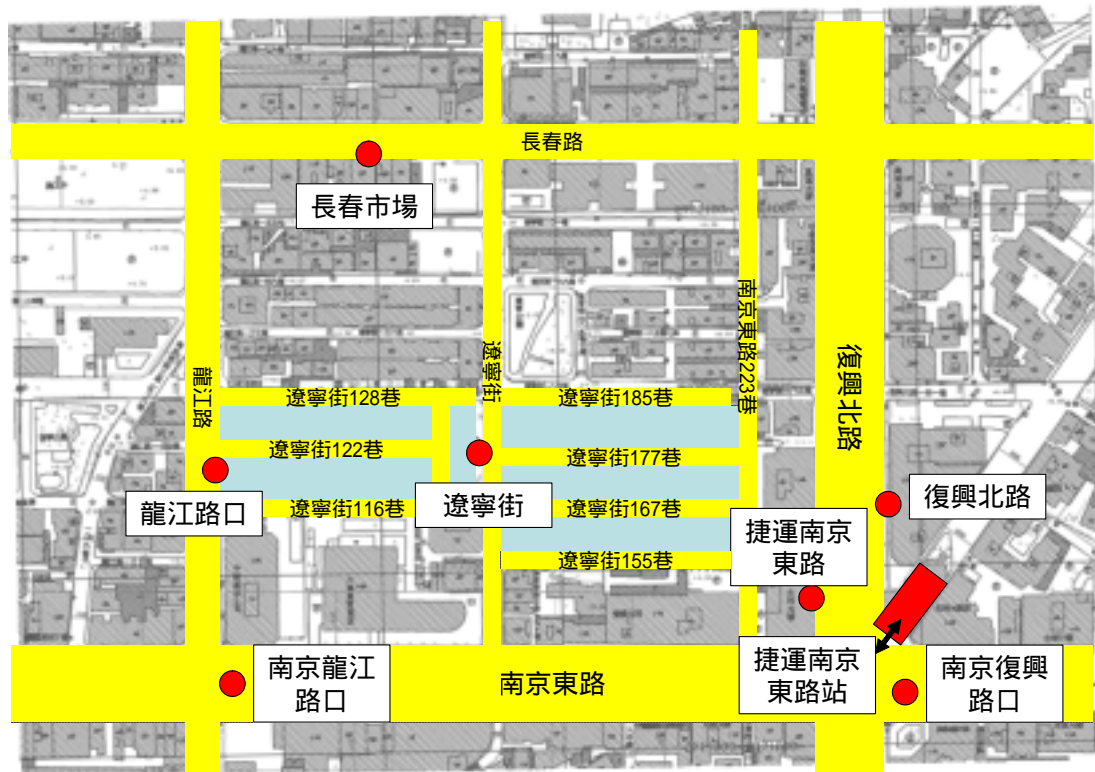 長春路
長春市場
南京東路223巷
遼寧街
復興北路
龍江路
遼寧街128巷
遼寧街185巷
遼寧街122巷
遼寧街177巷
龍江路口
遼寧街
復興北路
遼寧街116巷
遼寧街167巷
捷運南京
東路
遼寧街155巷
捷運南京
東路站
南京龍江
路口
南京東路
南京復興
路口